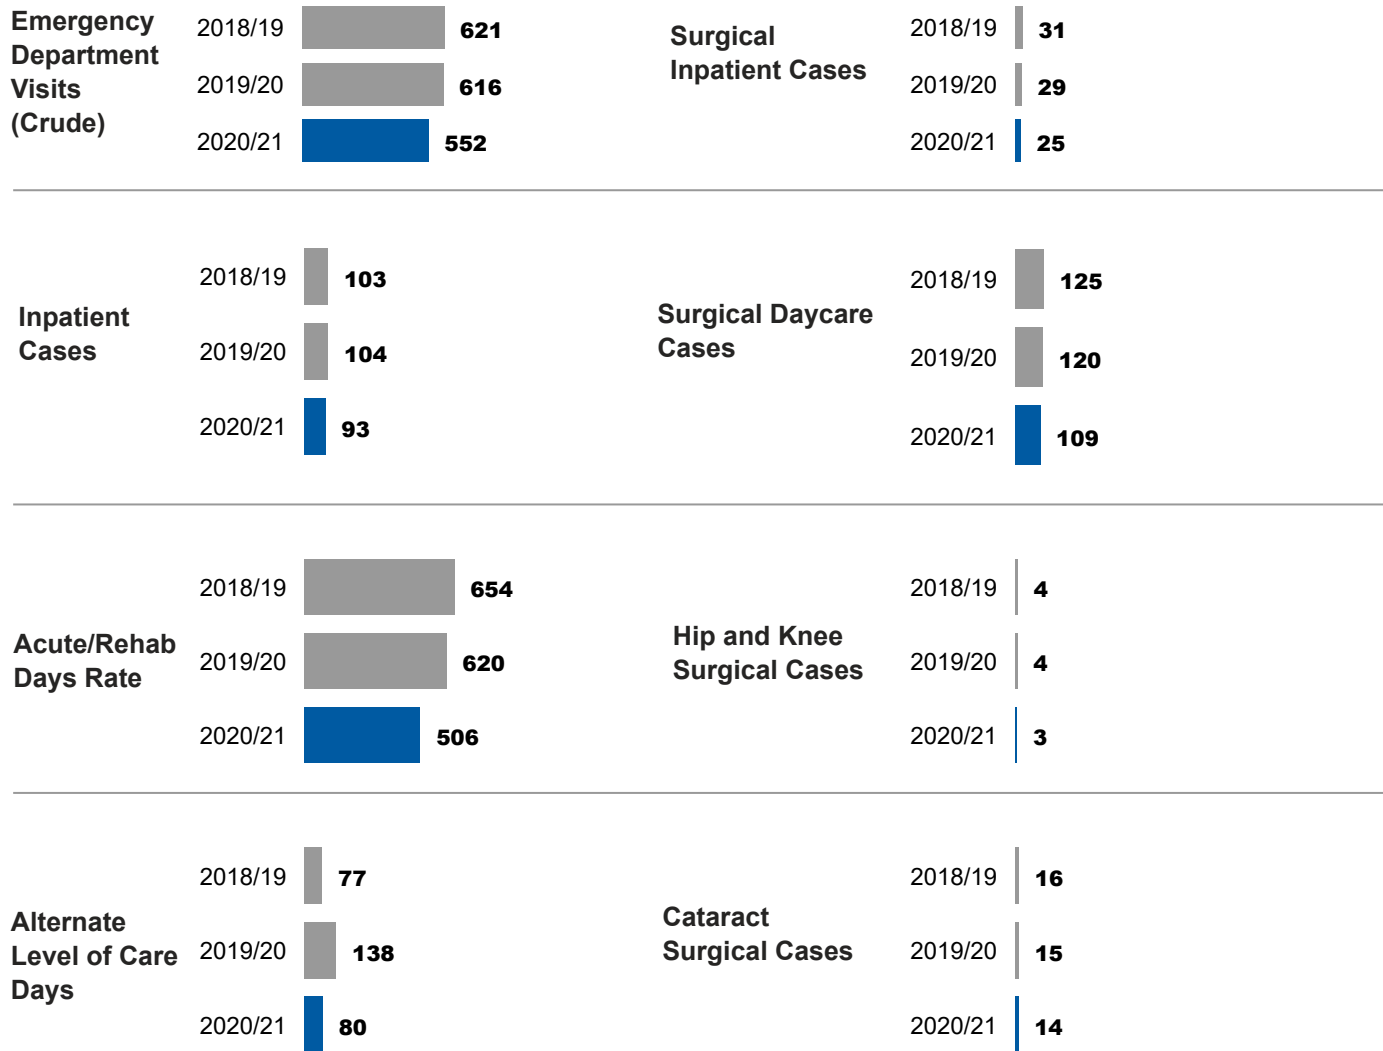 Emergency
Department
Visits
(Crude)
2018/19 621
2019/20 616
2020/21 552
Surgical
Inpatient Cases
2018/19 31
2019/20 29
2020/21 25
Inpatient
Cases
2018/19 103
2019/20 104
2020/21 93
Surgical Daycare
Cases
2018/19 125
2019/20 120
2020/21 109
Acute/Rehab
Days Rate
2018/19 654
2019/20 620
2020/21 506
Hip and Knee
Surgical Cases
2018/19 4
2019/20 4
2020/21 3
Alternate
Level of Care
Days
2018/19 77
2019/20 138
2020/21 80
Cataract
Surgical Cases
2018/19 16
2019/20 15
2020/21 14